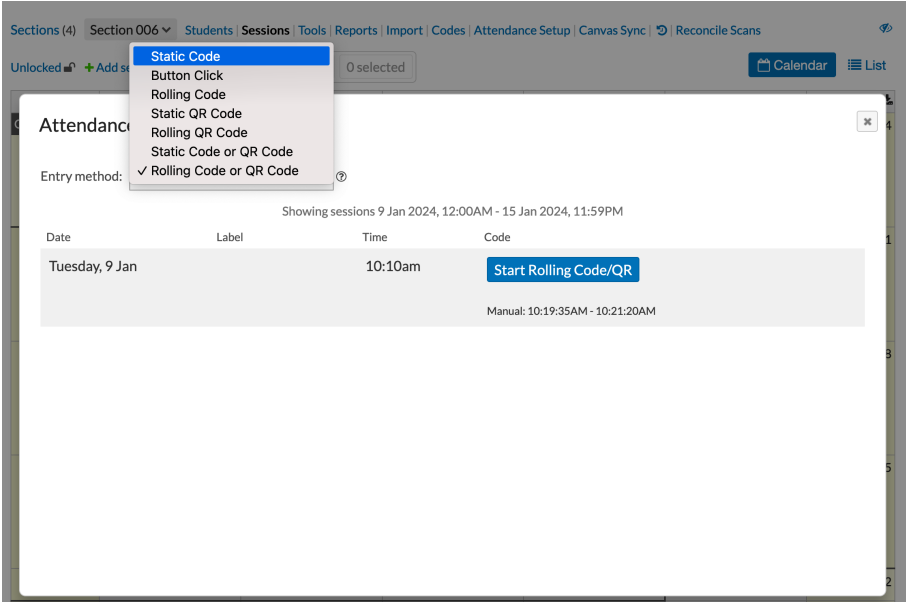 Sections (4) Section 006 Students | Sessions | Tools | Reports | Import | Codes | Attendance Setup | Canvas Sync | Reconcile Scans
Unlocked + Add 0 selected Calendar List
Static Code
Button Click
Rolling Code
Static QR Code
Rolling QR Code
Static Code or QR Code
✓ Rolling Code or QR Code
Entry method:
Showing sessions 9 Jan 2024, 12:00AM - 15 Jan 2024, 11:59PM
Date Label Time Code
Tuesday, 9 Jan 10:10am Start Rolling Code/QR
Manual: 10:19:35AM - 10:21:20AM